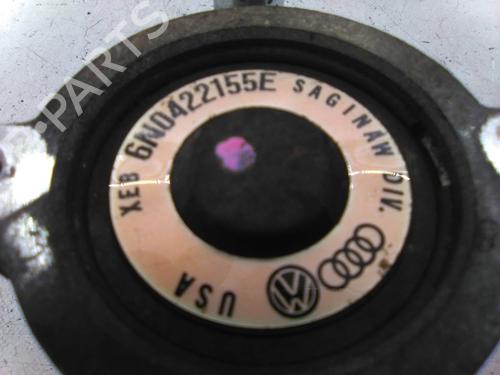 XEB 6N0422155E SAGINAW DIV.
USA
B-PARTS